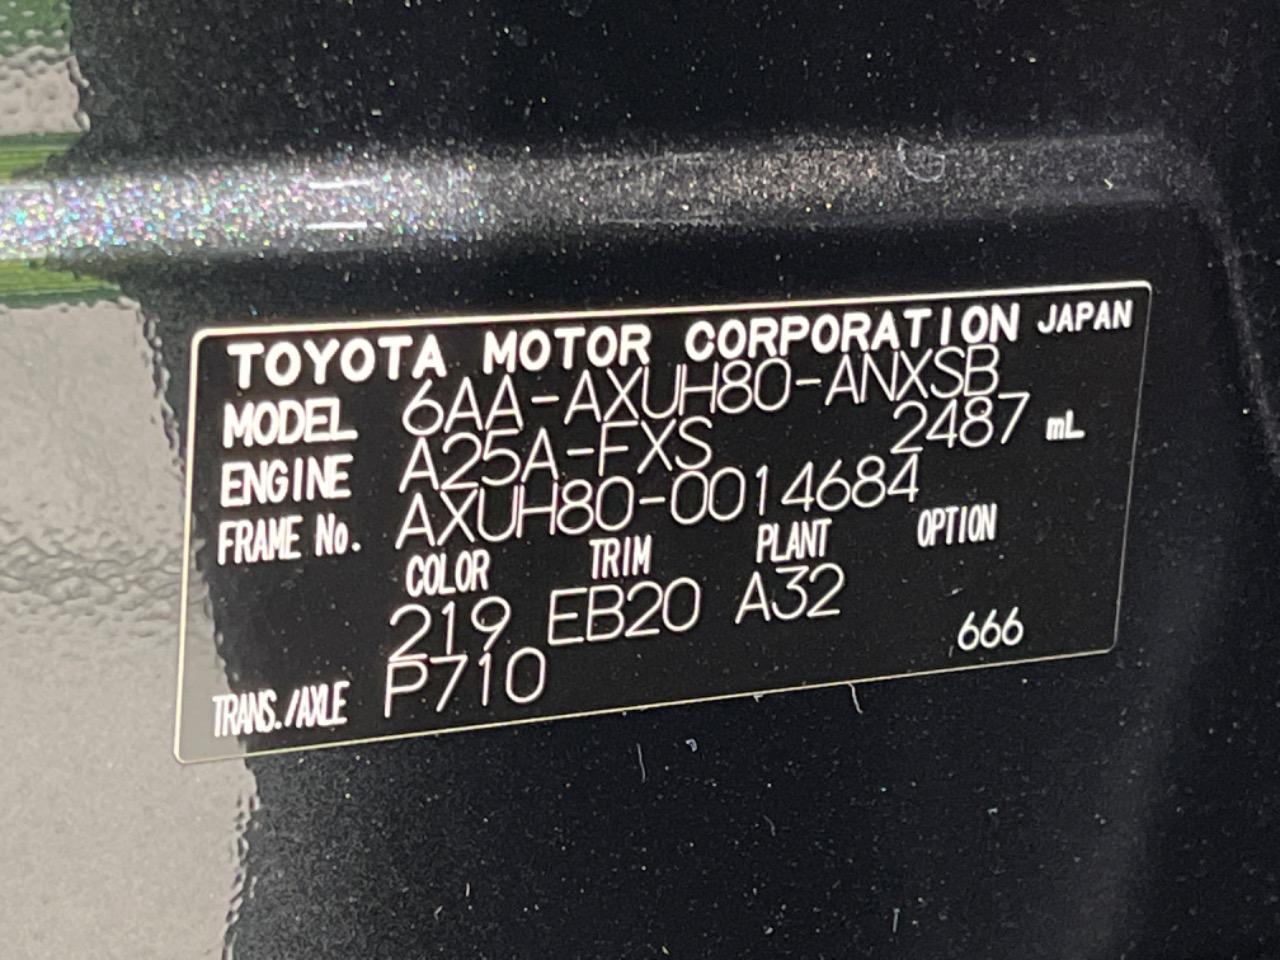 TOYOTA MOTOR CORPORATION JAPAN
MODEL 6AA-AXUH80-ANXSB
ENGINE A25A-FXS 2487 mL
FRAME No. AXUH80-0014684
COLOR TRIM PLANT OPTION
219 EB20 A32
TRANS./AXLE P710 666